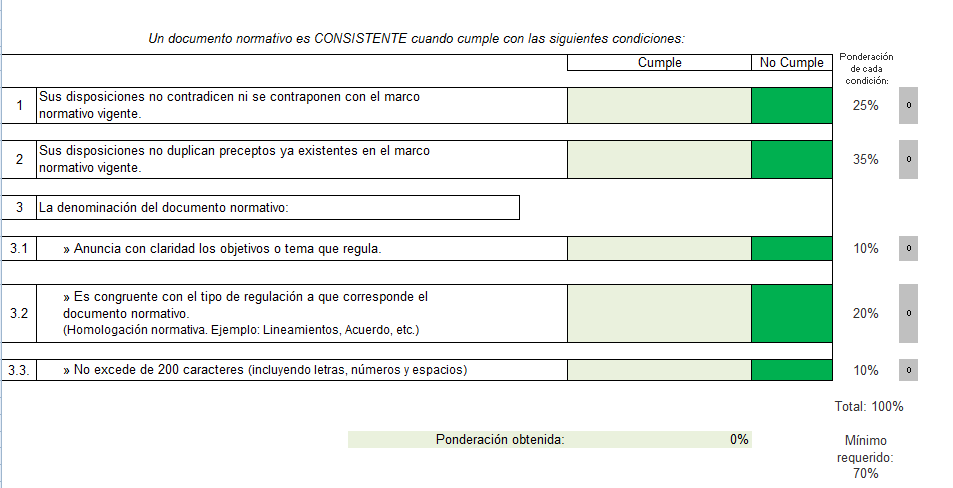 Un documento normativo es CONSISTENTE cuando cumple con las siguientes condiciones:
Cumple
No Cumple
Ponderación
de cada
condición:
1
Sus disposiciones no contradicen ni se contraponen con el marco
normativo vigente.
25%
0
2
Sus disposiciones no duplican preceptos ya existentes en el marco
normativo vigente.
35%
0
3
La denominación del documento normativo:
3.1
» Anuncia con claridad los objetivos o tema que regula.
10%
0
3.2
» Es congruente con el tipo de regulación a que corresponde el
documento normativo.
(Homologación normativa. Ejemplo: Lineamientos, Acuerdo, etc.)
20%
0
3.3.
» No excede de 200 caracteres (incluyendo letras, números y espacios)
10%
0
Total: 100%
Ponderación obtenida:
0%
Mínimo
requerido:
70%